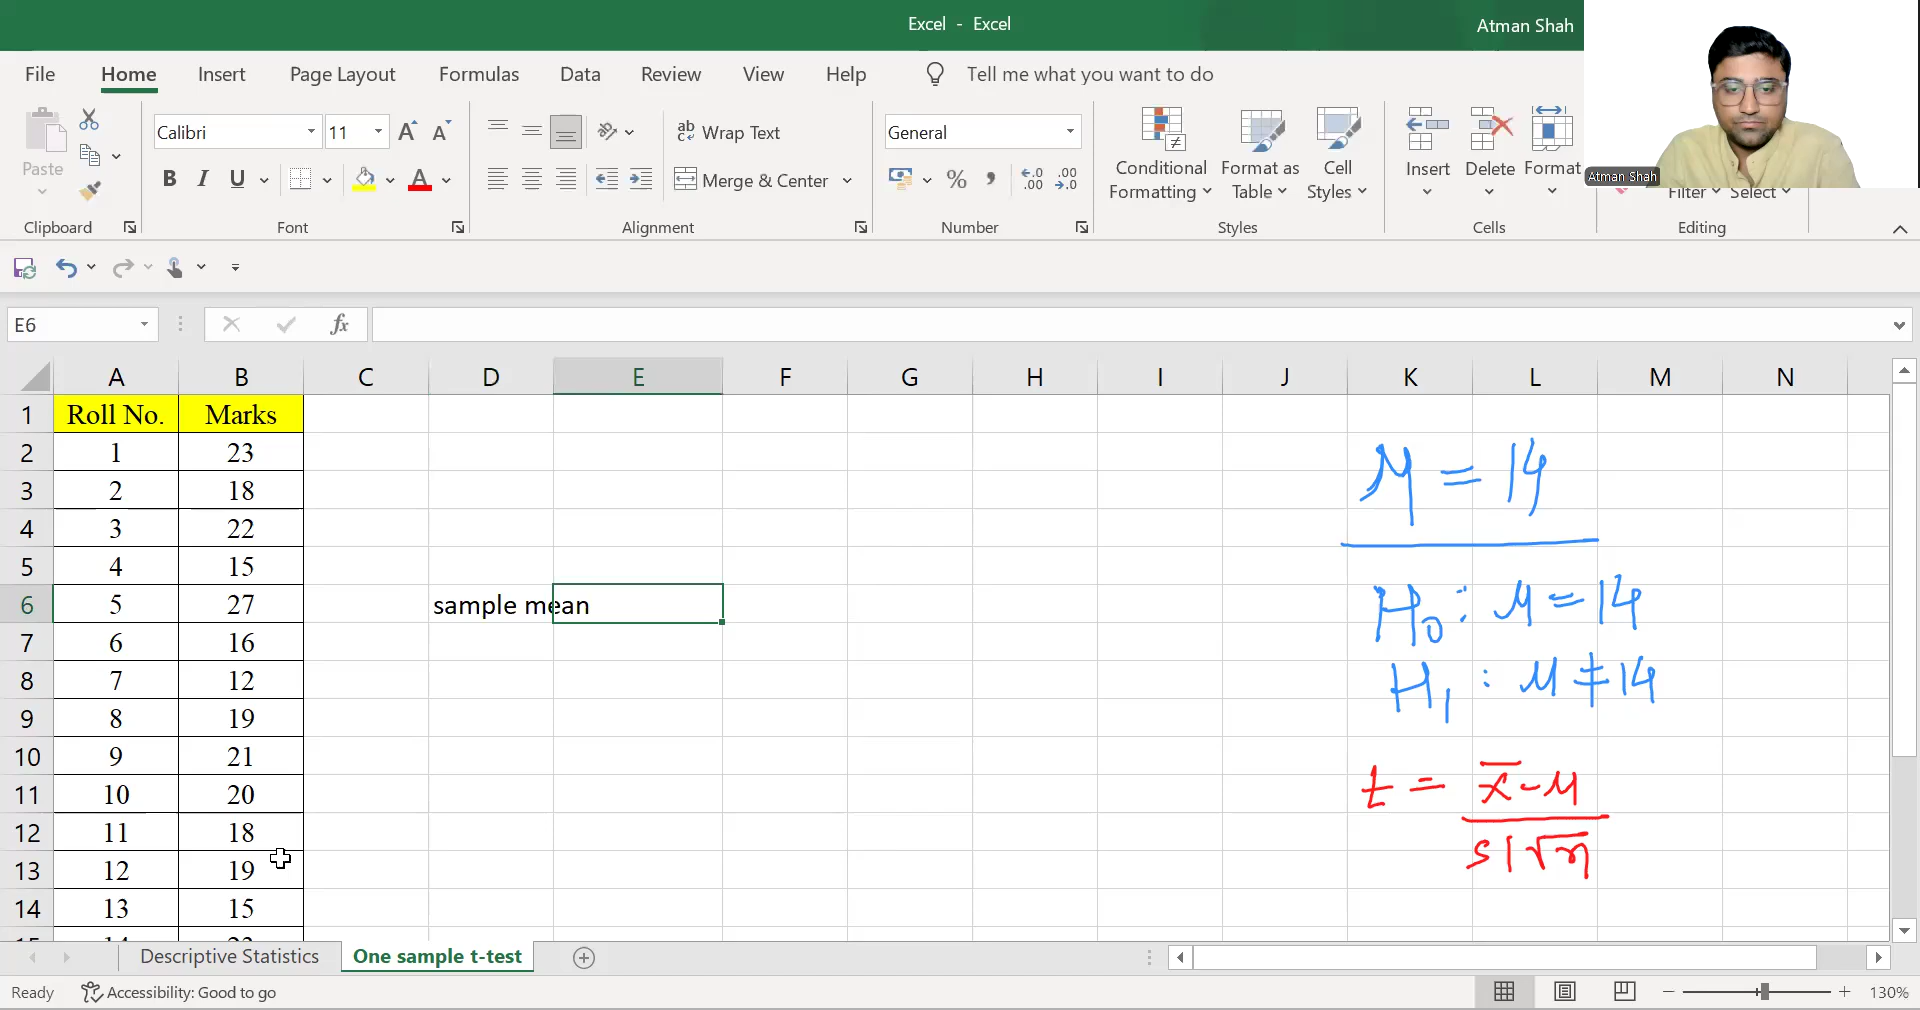 Excel - Excel
Atman Shah
File Home Insert Page Layout Formulas Data Review View Help Tell me what you want to do
Paste
Clipboard
Calibri 11
B I U
Font
Wrap Text
Merge & Center
Alignment
General
Number
Conditional Formatting
Format as Table
Cell Styles
Styles
Insert
Delete
Format
Cells
Atman Shah
Filter Select
Editing
E6
fx
A B C D E F G H I J K L M N
1 Roll No. Marks
2 1 23
3 2 18
4 3 22
5 4 15
6 5 27 sample mean
7 6 16
8 7 12
9 8 19
10 9 21
11 10 20
12 11 18
13 12 19
14 13 15
μ = 14
H0 : μ = 14
H1 : μ ≠ 14
t = x̄ - μ
s/√n
Descriptive Statistics One sample t-test
Ready Accessibility: Good to go
130%